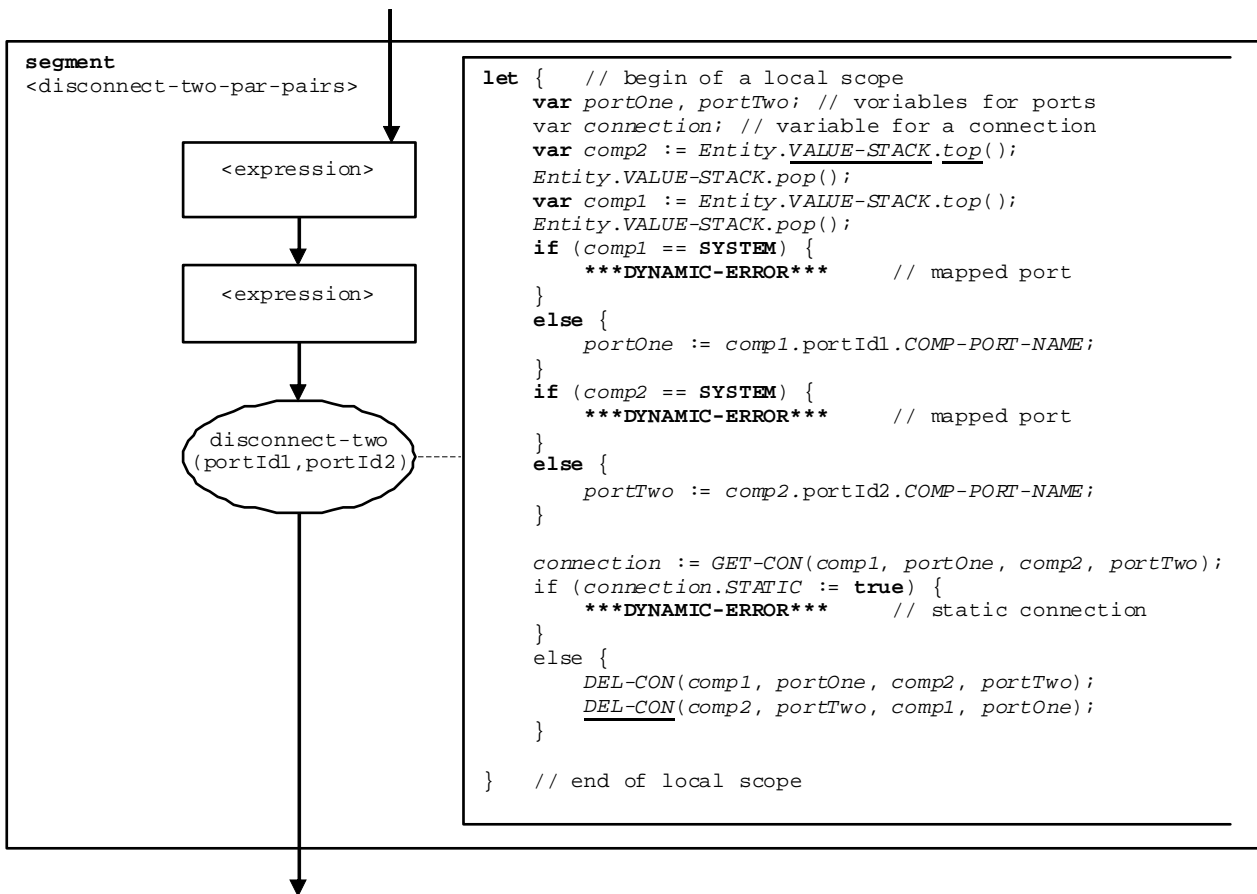 segment
<disconnect-two-par-pairs>
<expression>
<expression>
disconnect-two
(portId1,portId2)
let {   // begin of a local scope
    var portOne, portTwo; // voriables for ports
    var connection; // variable for a connection
    var comp2 := Entity.VALUE-STACK.top();
    Entity.VALUE-STACK.pop();
    var comp1 := Entity.VALUE-STACK.top();
    Entity.VALUE-STACK.pop();
    if (comp1 == SYSTEM) {
        ***DYNAMIC-ERROR***     // mapped port
    }
    else {
        portOne := comp1.portId1.COMP-PORT-NAME;
    }
    if (comp2 == SYSTEM) {
        ***DYNAMIC-ERROR***     // mapped port
    }
    else {
        portTwo := comp2.portId2.COMP-PORT-NAME;
    }
    connection := GET-CON(comp1, portOne, comp2, portTwo);
    if (connection.STATIC := true) {
        ***DYNAMIC-ERROR***     // static connection
    }
    else {
        DEL-CON(comp1, portOne, comp2, portTwo);
        DEL-CON(comp2, portTwo, comp1, portOne);
    }
}   // end of local scope